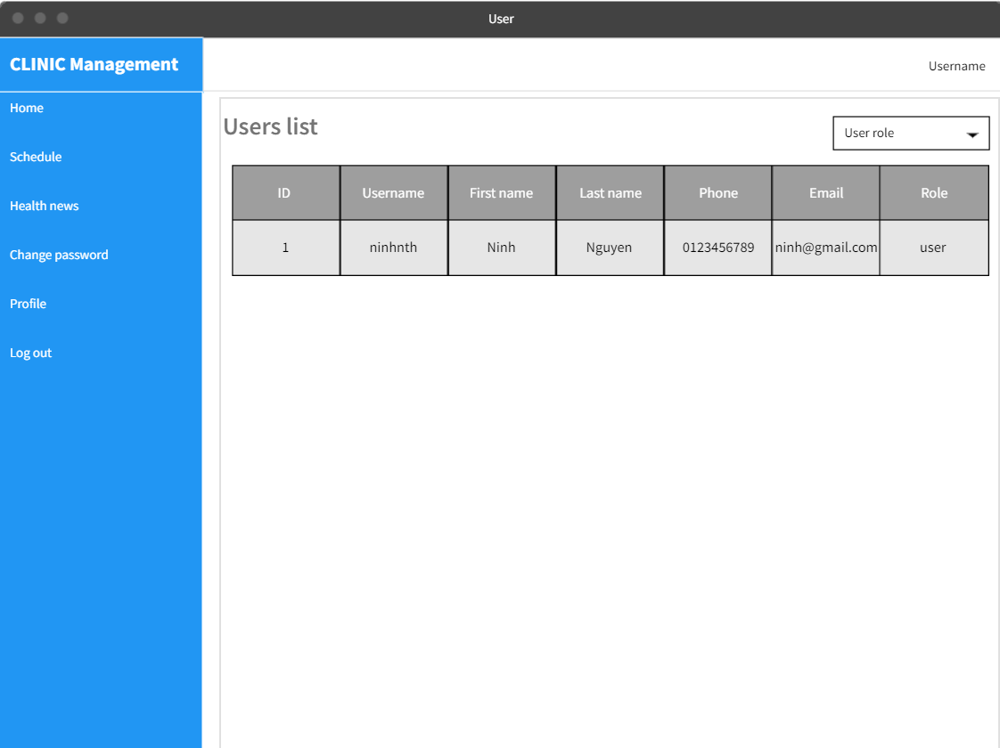 User
CLINIC Management
Username
Home
Schedule
Health news
Change password
Profile
Log out
Users list
User role
ID Username First name Last name Phone Email Role
1 ninhnth Ninh Nguyen 0123456789 ninh@gmail.com user